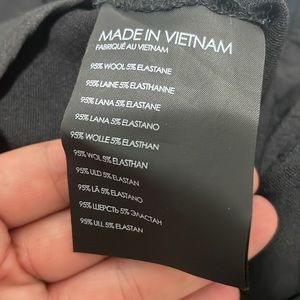 MADE IN VIETNAM
FABRIQUÉ AU VIETNAM
95% WOOL 5% ELASTANE
95% LAINE 5% ELASTHANNE
95% LANA 5% ELASTANE
95% LANA 5% ELASTANO
95% WOLLE 5% ELASTHAN
95% WOL 5% ELASTHAN
95% ULD 5% ELASTAN
95% LÃ 5% ELASTANO
95% ШЕРСТЬ 5% ЭЛАСТАН
95% ULL 5% ELASTAN